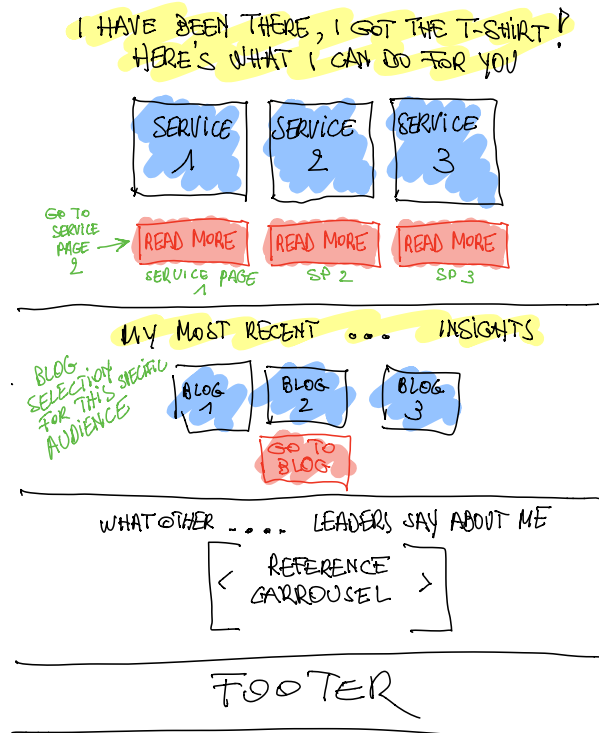 I HAVE BEEN THERE, I GOT THE T-SHIRT!
HERE'S WHAT I CAN DO FOR YOU
SERVICE
1
SERVICE
2
SERVICE
3
GO TO
SERVICE
PAGE
2
READ MORE
READ MORE
READ MORE
SERVICE PAGE
1
SP 2
SP 3
MY MOST RECENT .... INSIGHTS
BLOG
SELECTION
FOR THIS SPECIFIC
AUDIENCE
BLOG
1
BLOG
2
BLOG
3
GO TO
BLOG
WHAT OTHER .... LEADERS SAY ABOUT ME
< REFERENCE >
CARROUSEL
FOOTER